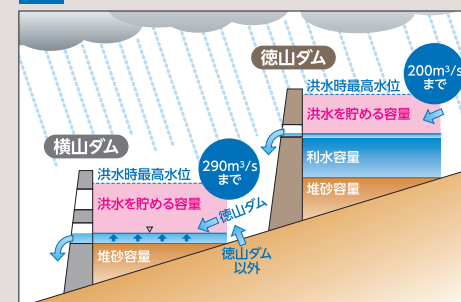 徳山ダム
200m³/s
まで
洪水時最高水位
洪水を貯める容量
利水容量
堆砂容量
横山ダム
290m³/s
まで
洪水時最高水位
洪水を貯める容量
徳山ダム
徳山ダム
以外
堆砂容量